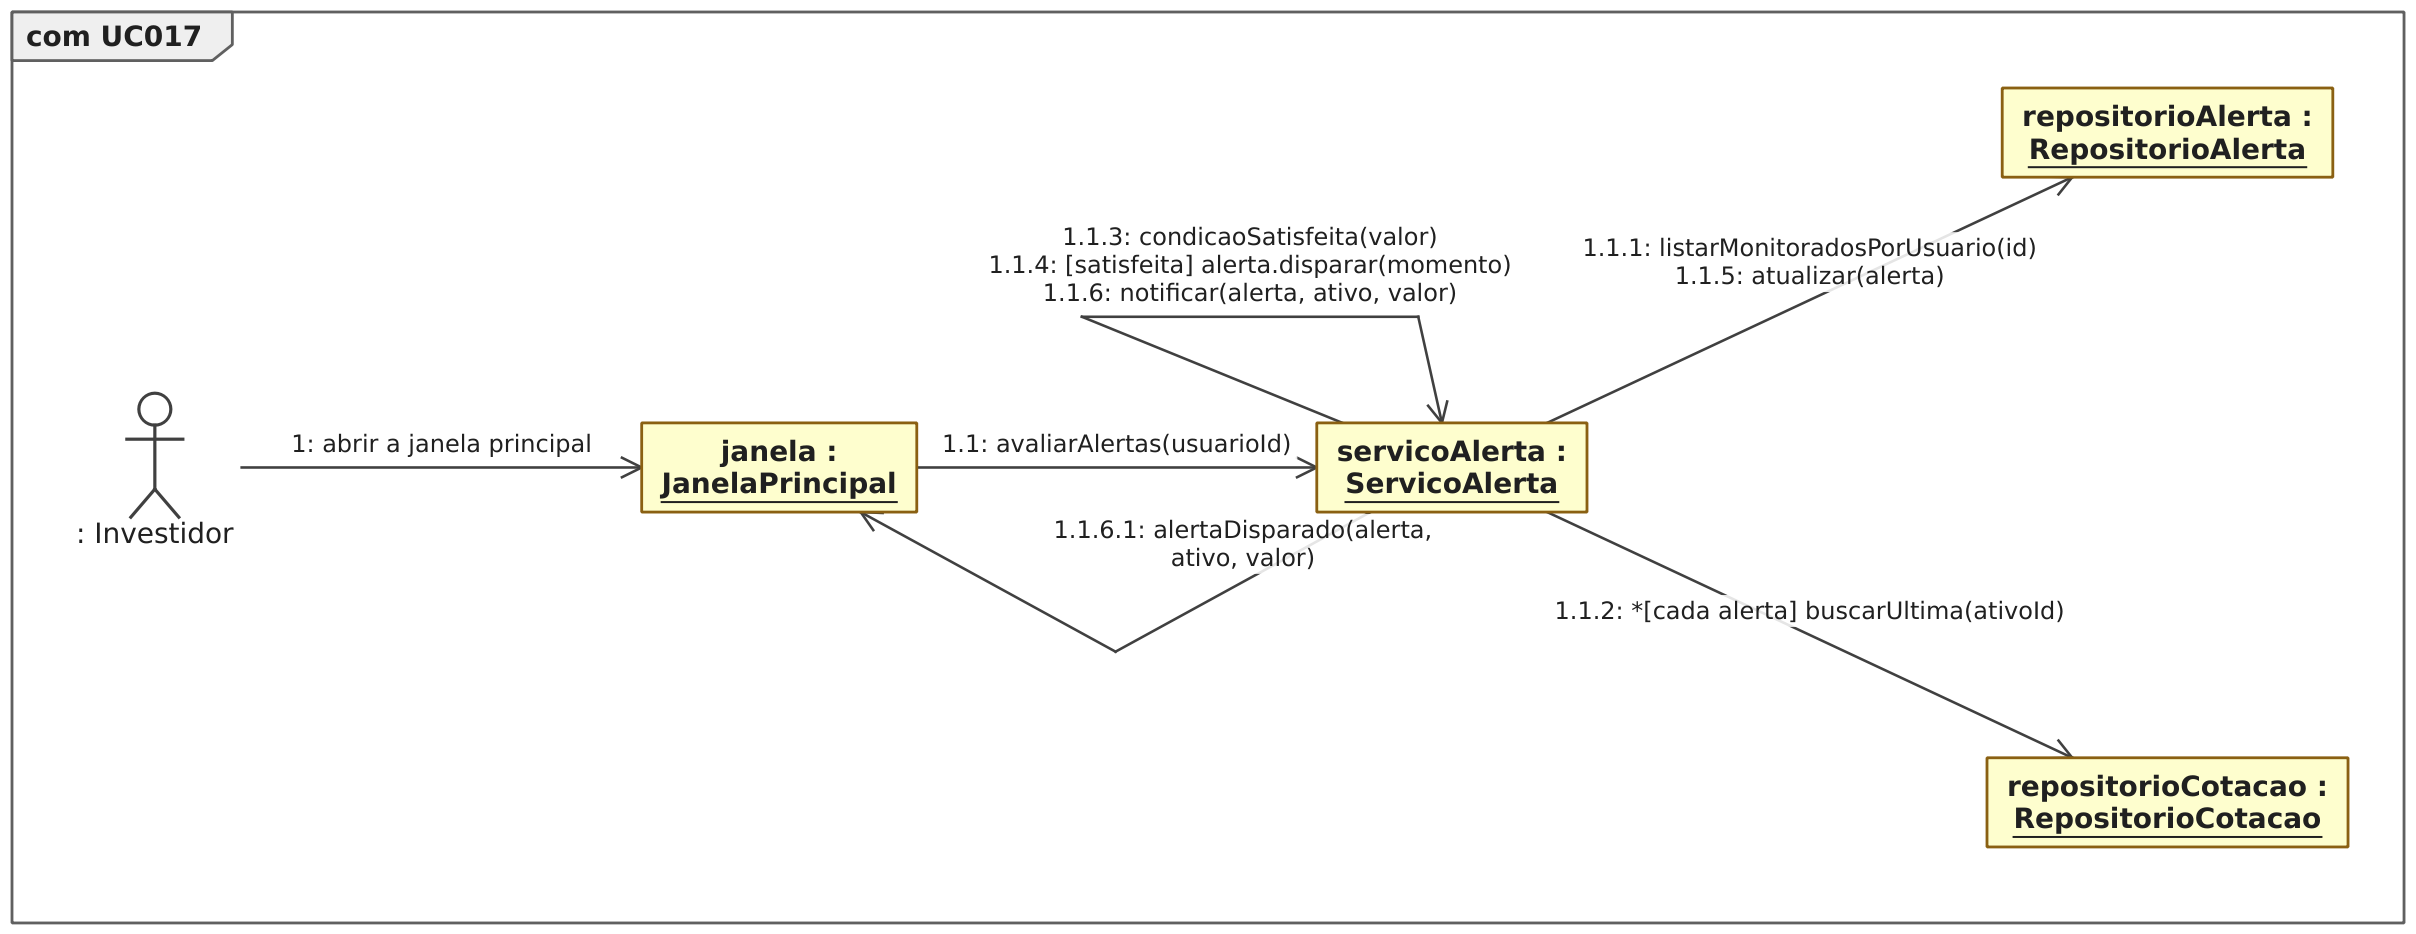 com UC017
repositorioAlerta :
RepositorioAlerta
1.1.3: condicaoSatisfeita(valor)
1.1.4: [satisfeita] alerta.disparar(momento)
1.1.6: notificar(alerta, ativo, valor)
1.1.1: listarMonitoradosPorUsuario(id)
1.1.5: atualizar(alerta)
1: abrir a janela principal
janela :
JanelaPrincipal
1.1: avaliarAlertas(usuarioId)
servicoAlerta :
ServicoAlerta
: Investidor
1.1.6.1: alertaDisparado(alerta,
ativo, valor)
1.1.2: *[cada alerta] buscarUltima(ativoId)
repositorioCotacao :
RepositorioCotacao